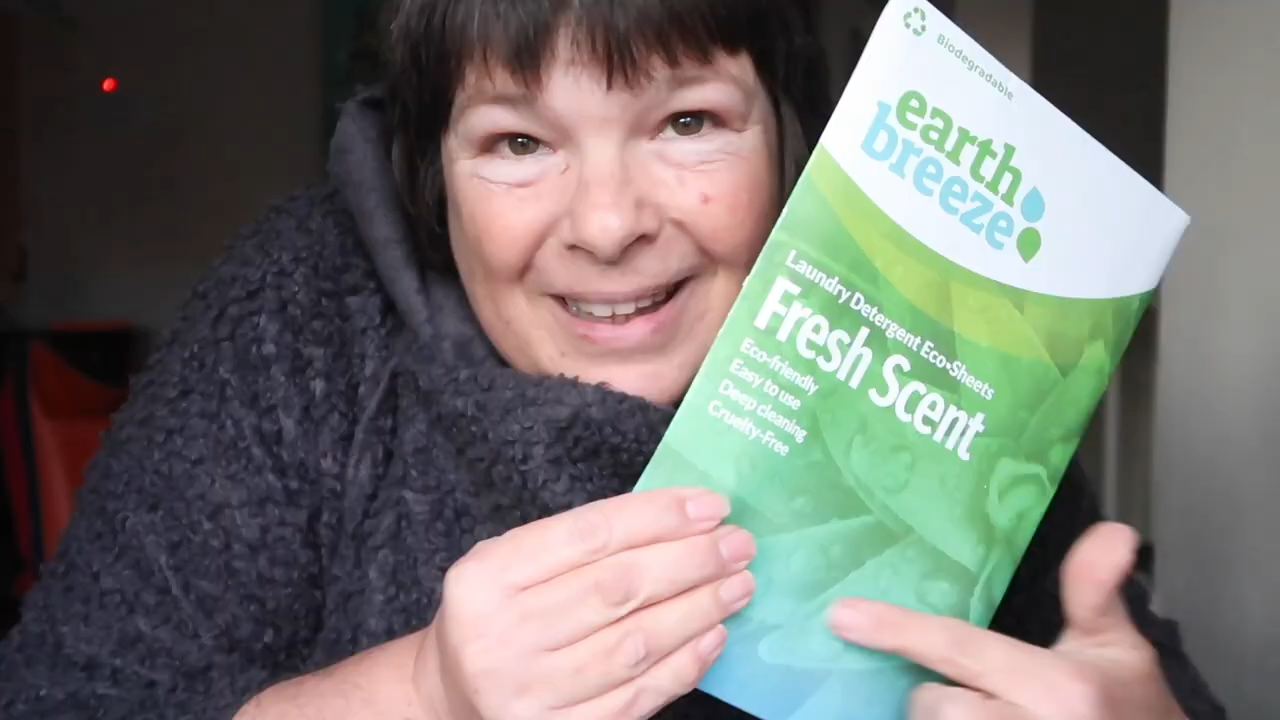 Biodegradable
earth
breeze
Laundry Detergent Eco•Sheets
Fresh Scent
Eco-friendly
Easy to use
Deep cleaning
Cruelty-Free